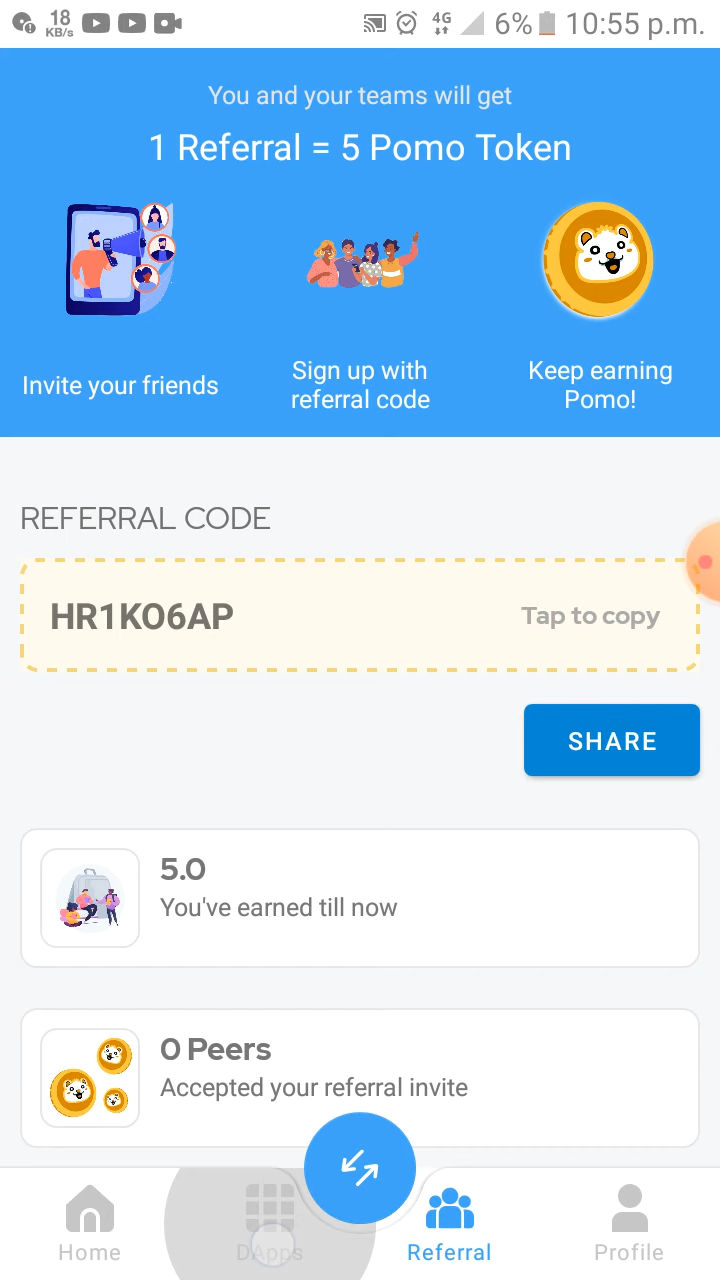 18
KB/s
4G
6%
10:55 p.m.
You and your teams will get
1 Referral = 5 Pomo Token
Invite your friends
Sign up with
referral code
Keep earning
Pomo!
REFERRAL CODE
HR1KO6AP
Tap to copy
SHARE
5.0
You've earned till now
0 Peers
Accepted your referral invite
Home
DApps
Referral
Profile